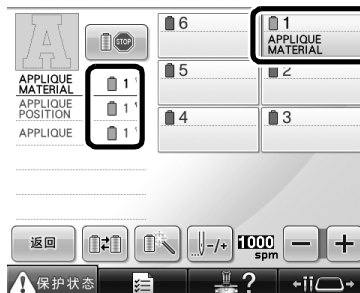 A
STOP
6
1
APPLIQUE
MATERIAL
APPLIQUE
MATERIAL
1
5
2
APPLIQUE
POSITION
1
APPLIQUE
1
4
3
返回
-/+
1000
spm
−
+
保护状态
?